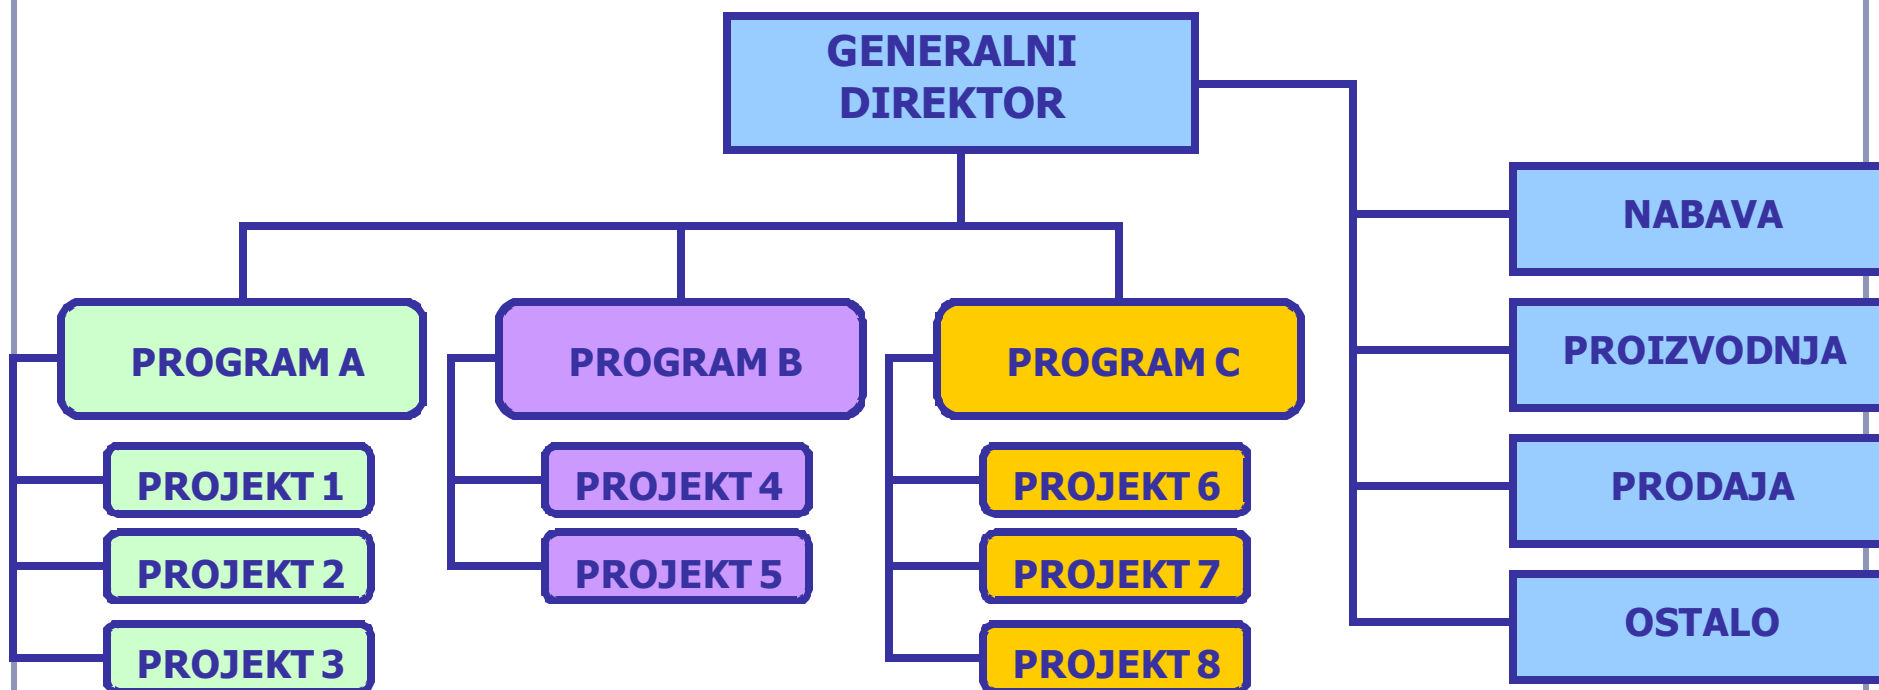 GENERALNI
DIREKTOR
NABAVA
PROIZVODNJA
PRODAJA
OSTALO
PROGRAM A
PROJEKT 1
PROJEKT 2
PROJEKT 3
PROGRAM B
PROJEKT 4
PROJEKT 5
PROGRAM C
PROJEKT 6
PROJEKT 7
PROJEKT 8